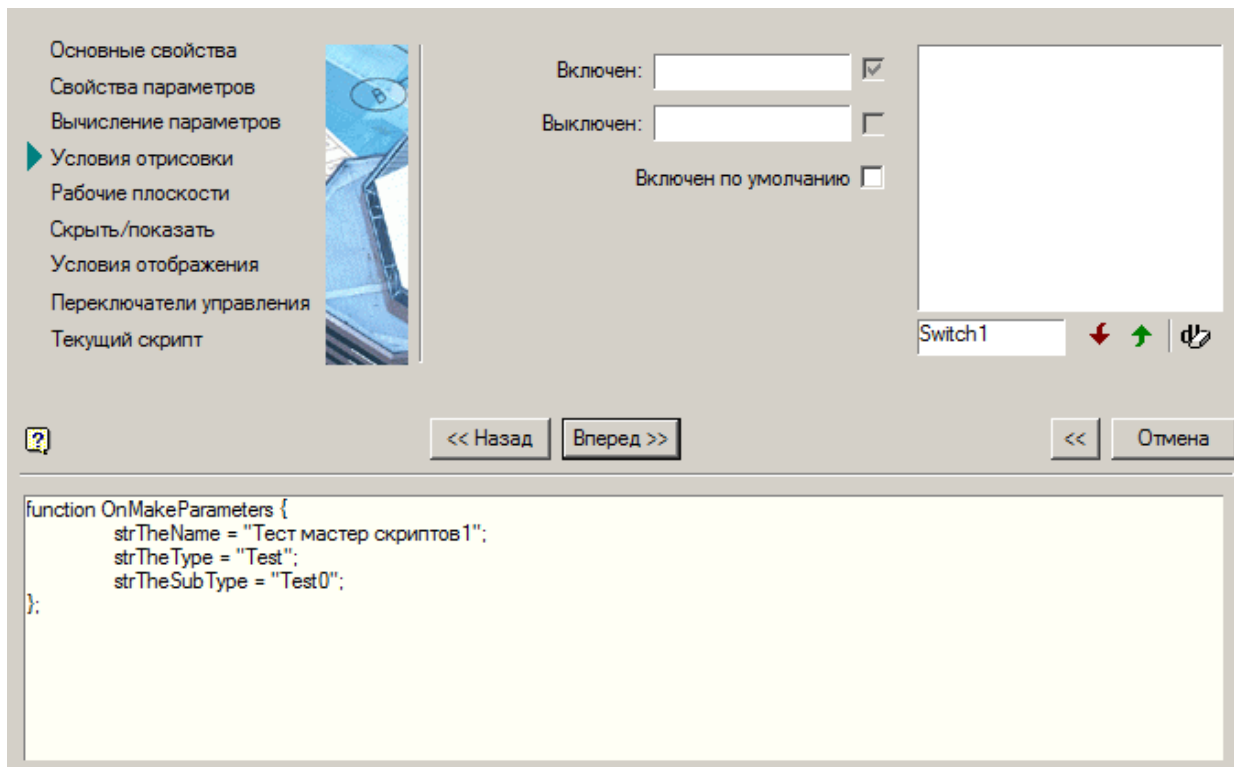 Основные свойства
Свойства параметров
Вычисление параметров
Условия отрисовки
Рабочие плоскости
Скрыть/показать
Условия отображения
Переключатели управления
Текущий скрипт
B
Включен:
Выключен:
Включен по умолчанию
Switch1
<< Назад
Вперед >>
<<
Отмена
function OnMakeParameters {
strTheName = "Тест мастер скриптов1";
strTheType = "Test";
strTheSubType = "Test0";
};